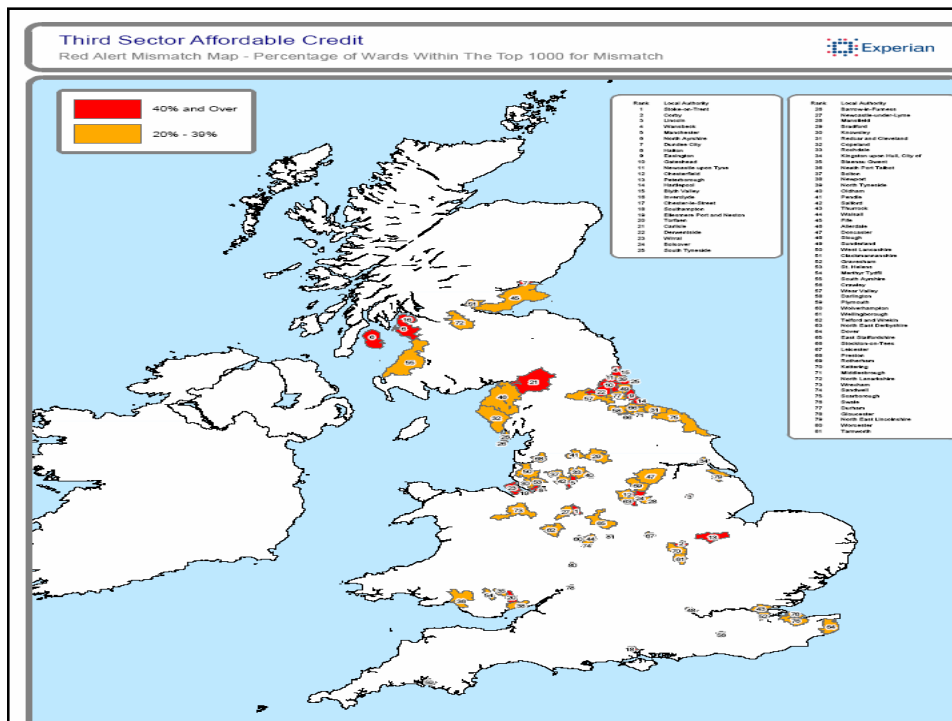 Third Sector Affordable Credit
Red Alert Mismatch Map - Percentage of Wards Within The Top 1000 for Mismatch
Experian
40% and Over
20% - 39%
Rank Local Authority
1 Stoke-on-Trent
2 Corby
3 Lincoln
4 Wansbeck
5 Manchester
6 North Ayrshire
7 Dundee City
8 Halton
9 Easington
10 Gateshead
11 Newcastle upon Tyne
12 Chesterfield
13 Peterborough
14 Hartlepool
15 Blyth Valley
16 Inverclyde
17 Chester-le-Street
18 Southampton
19 Ellesmere Port and Neston
20 Torfaen
21 Carlisle
22 Derwentside
23 Wirral
24 Bolsover
25 South Tyneside
Rank Local Authority
26 Barrow-in-Furness
27 Newcastle-under-Lyme
28 Mansfield
29 Bradford
30 Knowsley
31 Redcar and Cleveland
32 Copeland
33 Rochdale
34 Kingston upon Hull, City of
35 Blaenau Gwent
36 Neath Port Talbot
37 Bolton
38 Newport
39 North Tyneside
40 Oldham
41 Pendle
42 Salford
43 Thurrock
44 Walsall
45 Fife
46 Allerdale
47 Doncaster
48 Slough
49 Sunderland
50 West Lancashire
51 Clackmannanshire
52 Gravesham
53 St. Helens
54 Merthyr Tydfil
55 South Ayrshire
56 Crawley
57 Wear Valley
58 Darlington
59 Plymouth
60 Wolverhampton
61 Wellingborough
62 Telford and Wrekin
63 North East Derbyshire
64 Dover
65 East Staffordshire
66 Stockton-on-Tees
67 Leicester
68 Preston
69 Rotherham
70 Kettering
71 Middlesbrough
72 North Lanarkshire
73 Wrexham
74 Sandwell
75 Scarborough
76 Swale
77 Durham
78 Gloucester
79 North East Lincolnshire
80 Worcester
81 Tamworth